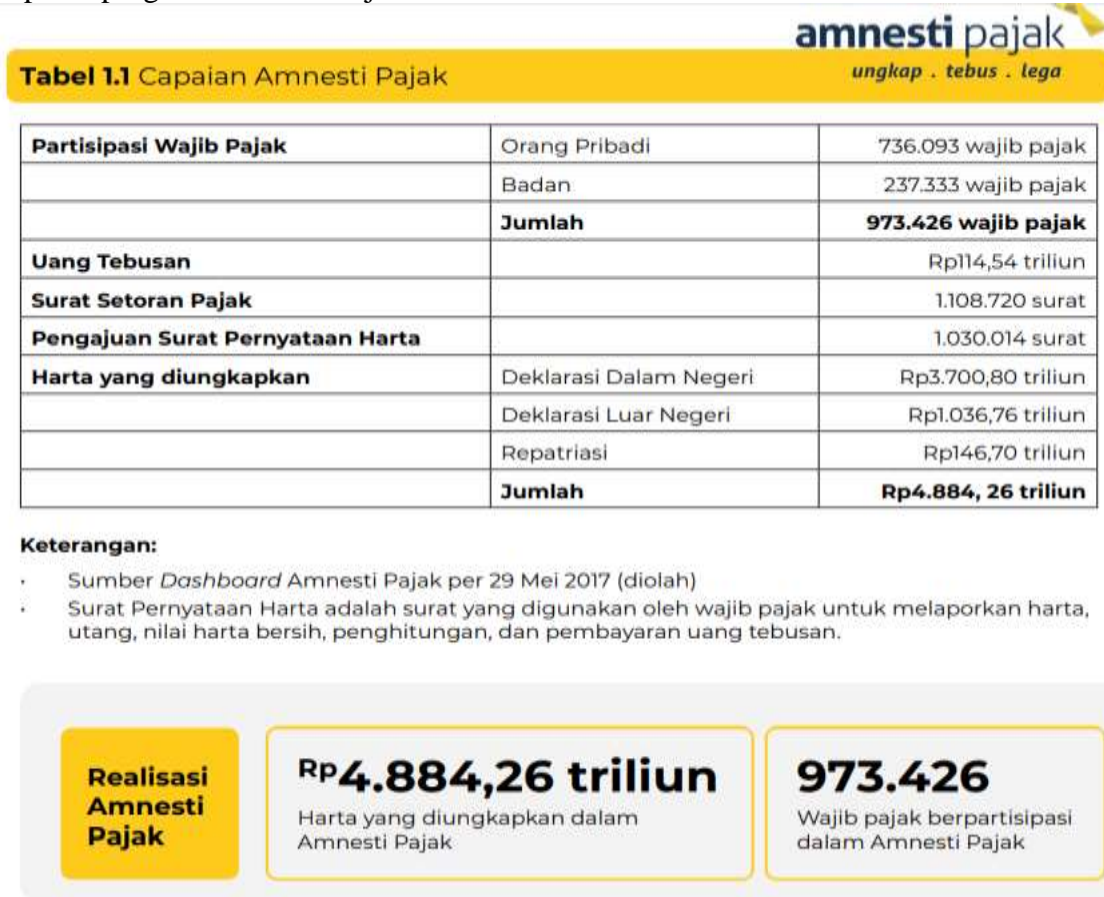 amnesti pajak
Tabel 1.1 Capaian Amnesti Pajak
ungkap . tebus . lega
Partisipasi Wajib Pajak Orang Pribadi 736.093 wajib pajak
Badan 237.333 wajib pajak
Jumlah 973.426 wajib pajak
Uang Tebusan Rp114,54 triliun
Surat Setoran Pajak 1.108.720 surat
Pengajuan Surat Pernyataan Harta 1.030.014 surat
Harta yang diungkapkan Deklarasi Dalam Negeri Rp3.700,80 triliun
Deklarasi Luar Negeri Rp1.036,76 triliun
Repatriasi Rp146,70 triliun
Jumlah Rp4.884, 26 triliun
Keterangan:
· Sumber Dashboard Amnesti Pajak per 29 Mei 2017 (diolah)
· Surat Pernyataan Harta adalah surat yang digunakan oleh wajib pajak untuk melaporkan harta,
utang, nilai harta bersih, penghitungan, dan pembayaran uang tebusan.
Realisasi
Amnesti
Pajak
Rp4.884,26 triliun
Harta yang diungkapkan dalam
Amnesti Pajak
973.426
Wajib pajak berpartisipasi
dalam Amnesti Pajak